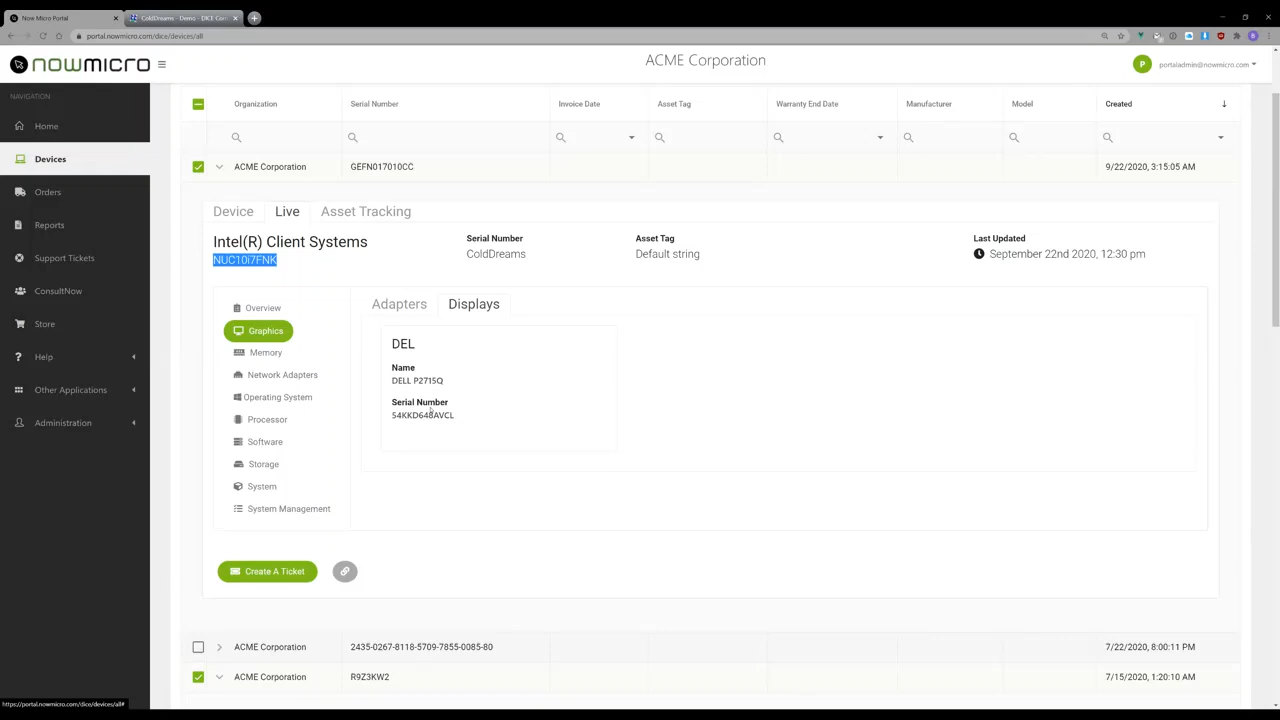 Now Micro Portal
ColdDreams - Demo - DICE Con
portal.nowmicro.com/dice/devices/all
nowmicro
ACME Corporation
P
portaladmin@nowmicro.com
NAVIGATION
Home
Devices
Orders
Reports
Support Tickets
ConsultNow
Store
Help
Other Applications
Administration
Organization
Serial Number
Invoice Date
Asset Tag
Warranty End Date
Manufacturer
Model
Created
ACME Corporation
GEFN017010CC
9/22/2020, 3:15:05 AM
Device
Live
Asset Tracking
Intel(R) Client Systems
NUC10i7FNK
Serial Number
ColdDreams
Asset Tag
Default string
Last Updated
September 22nd 2020, 12:30 pm
Overview
Graphics
Memory
Network Adapters
Operating System
Processor
Software
Storage
System
System Management
Adapters
Displays
DEL
Name
DELL P2715Q
Serial Number
54KKD648AVCL
Create A Ticket
ACME Corporation
2435-0267-8118-5709-7855-0085-80
7/22/2020, 8:00:11 PM
ACME Corporation
R9Z3KW2
7/15/2020, 1:20:10 AM
https://portal.nowmicro.com/dice/devices/all#